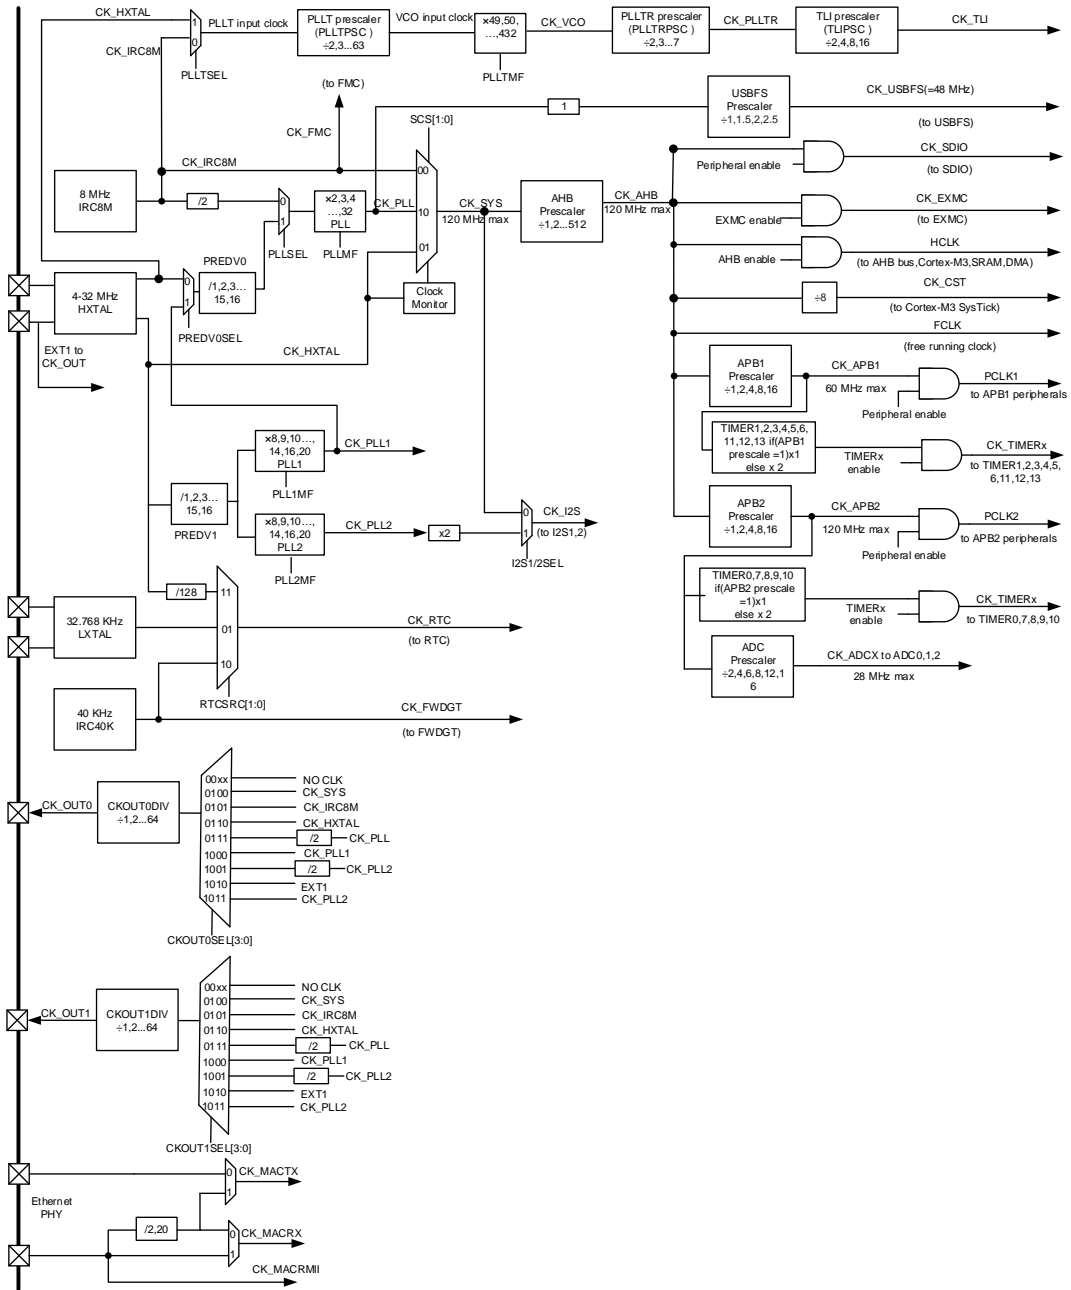 CK_HXTAL
1
0
PLLT input clock
CK_IRC8M
PLLTSEL
PLLT prescaler
(PLLTPSC )
÷2,3...63
VCO input clock
×49,50,
...,432
PLLTMF
CK_VCO
PLLTR prescaler
(PLLTRPSC)
÷2,3...7
CK_PLLTR
TLI prescaler
(TLIPSC )
÷2,4,8,16
CK_TLI
(to FMC)
CK_FMC
SCS[1:0]
1
USBFS
Prescaler
÷1,1.5,2,2.5
CK_USBFS(=48 MHz)
(to USBFS)
CK_IRC8M
8 MHz
IRC8M
/2
0
1
PLLSEL
×2,3,4
...,32
PLL
PLLMF
CK_PLL
00
10
01
CK_SYS
120 MHz max
AHB
Prescaler
÷1,2...512
CK_AHB
120 MHz max
Peripheral enable
CK_SDIO
(to SDIO)
EXMC enable
CK_EXMC
(to EXMC)
AHB enable
HCLK
(to AHB bus,Cortex-M3,SRAM,DMA)
÷8
CK_CST
(to Cortex-M3 SysTick)
FCLK
(free running clock)
4-32 MHz
HXTAL
0
1
PREDV0SEL
PREDV0
/1,2,3...
15,16
Clock
Monitor
EXT1 to
CK_OUT
CK_HXTAL
APB1
Prescaler
÷1,2,4,8,16
CK_APB1
60 MHz max
Peripheral enable
PCLK1
to APB1 peripherals
TIMER1,2,3,4,5,6,
11,12,13 if(APB1
prescale =1)x1
else x 2
TIMERx
enable
CK_TIMERx
to TIMER1,2,3,4,5,
6,11,12,13
×8,9,10...,
14,16,20
PLL1
PLL1MF
CK_PLL1
/1,2,3...
15,16
PREDV1
×8,9,10...,
14,16,20
PLL2
PLL2MF
CK_PLL2
x2
0
1
I2S1/2SEL
CK_I2S
(to I2S1,2)
APB2
Prescaler
÷1,2,4,8,16
CK_APB2
120 MHz max
Peripheral enable
PCLK2
to APB2 peripherals
TIMER0,7,8,9,10
if(APB2 prescale
=1)x1
else x 2
TIMERx
enable
CK_TIMERx
to TIMER0,7,8,9,10
ADC
Prescaler
÷2,4,6,8,12,1
6
CK_ADCX to ADC0,1,2
28 MHz max
/128
11
01
10
RTCSRC[1:0]
32.768 KHz
LXTAL
CK_RTC
(to RTC)
40 KHz
IRC40K
CK_FWDGT
(to FWDGT)
CK_OUT0
CKOUT0DIV
÷1,2...64
00xx NO CLK
0100 CK_SYS
0101 CK_IRC8M
0110 CK_HXTAL
0111 /2 CK_PLL
1000 CK_PLL1
1001 /2 CK_PLL2
1010 EXT1
1011 CK_PLL2
CKOUT0SEL[3:0]
CK_OUT1
CKOUT1DIV
÷1,2...64
00xx NO CLK
0100 CK_SYS
0101 CK_IRC8M
0110 CK_HXTAL
0111 /2 CK_PLL
1000 CK_PLL1
1001 /2 CK_PLL2
1010 EXT1
1011 CK_PLL2
CKOUT1SEL[3:0]
Ethernet
PHY
0
1
CK_MACTX
/2,20
0
1
CK_MACRX
CK_MACRMII